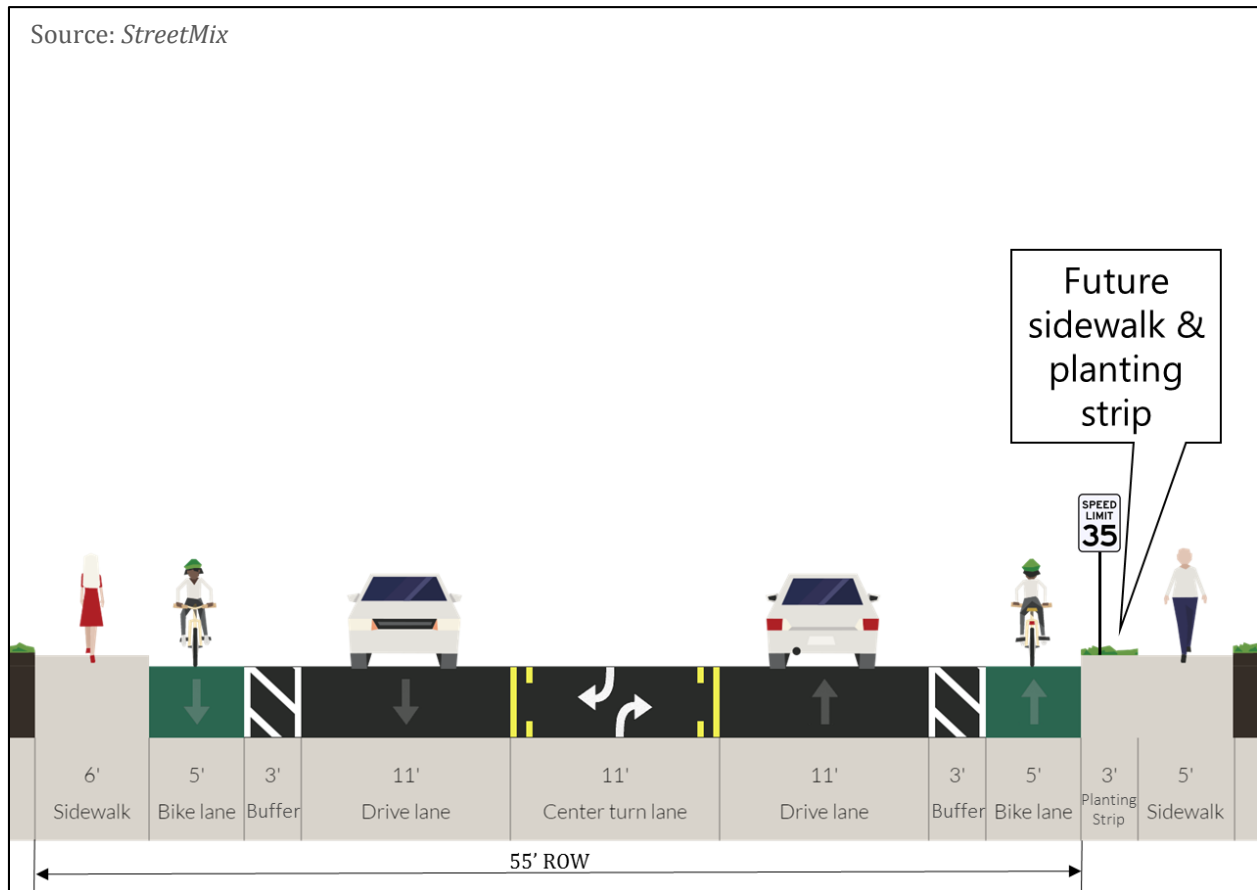 Source: StreetMix
Future
sidewalk &
planting
strip
SPEED
LIMIT
35
6' 5' 3' 11' 11' 11' 3' 5' 3' 5'
Sidewalk Bike lane Buffer Drive lane Center turn lane Drive lane Buffer Bike lane Planting Strip Sidewalk
55’ ROW